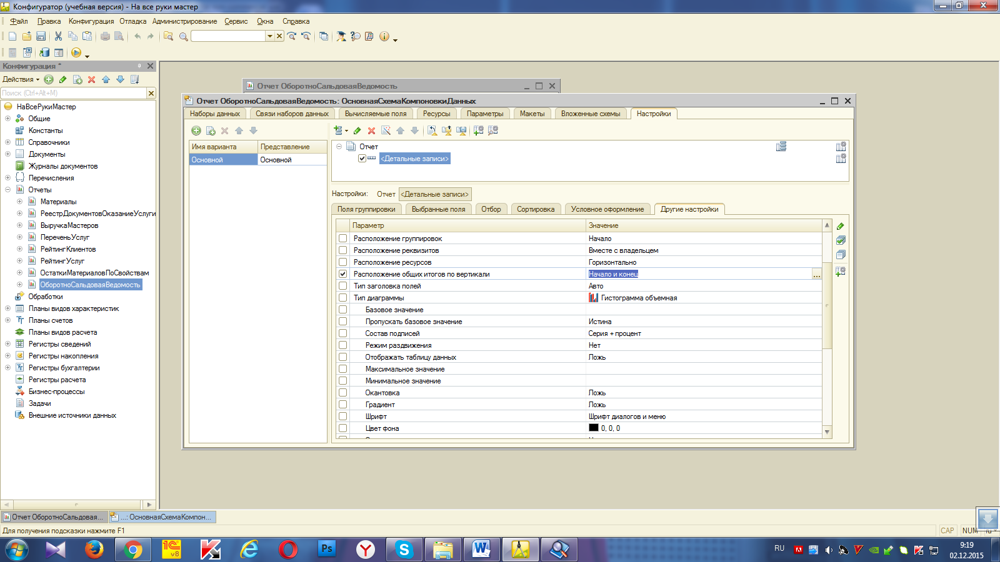 Конфигуратор (учебная версия) - На все руки мастер
Файл Правка Конфигурация Отладка Администрирование Сервис Окна Справка
Конфигурация *
Действия
Поиск (Ctrl+Alt+M)
НаВсеРукиМастер
Общие
Константы
Справочники
Документы
Журналы документов
Перечисления
Отчеты
Материалы
РеестрДокументовОказаниеУслуги
ВыручкаМастеров
ПереченьУслуг
РейтингКлиентов
РейтингУслуг
ОстаткиМатериаловПоСвойствам
ОборотноСальдоваяВедомость
Обработки
Планы видов характеристик
Планы счетов
Планы видов расчета
Регистры сведений
Регистры накопления
Регистры бухгалтерии
Регистры расчета
Бизнес-процессы
Задачи
Внешние источники данных
Отчет ОборотноСальдоваяВедомость
Отчет ОборотноСальдоваяВедомость: ОсновнаяСхемаКомпоновкиДанных
Наборы данных Связи наборов данных Вычисляемые поля Ресурсы Параметры Макеты Вложенные схемы Настройки
Имя варианта Представление
Основной Основной
Отчет
<Детальные записи>
Настройки: Отчет <Детальные записи>
Поля группировки Выбранные поля Отбор Сортировка Условное оформление Другие настройки
Параметр Значение
Расположение группировок Начало
Расположение реквизитов Вместе с владельцем
Расположение ресурсов Горизонтально
Расположение общих итогов по вертикали Начало и конец ...
Тип заголовка полей Авто
Тип диаграммы Гистограмма объемная
Базовое значение
Пропускать базовое значение Истина
Состав подписей Серия + процент
Режим раздвижения Нет
Отображать таблицу данных Ложь
Максимальное значение
Минимальное значение
Окантовка Ложь
Градиент Ложь
Шрифт Шрифт диалогов и меню
Цвет фона 0, 0, 0
Отчет ОборотноСальдовая... ...: ОсновнаяСхемаКомпон...
Для получения подсказки нажмите F1
CAP NUM
1С v8
Ps
RU
9:19
02.12.2015